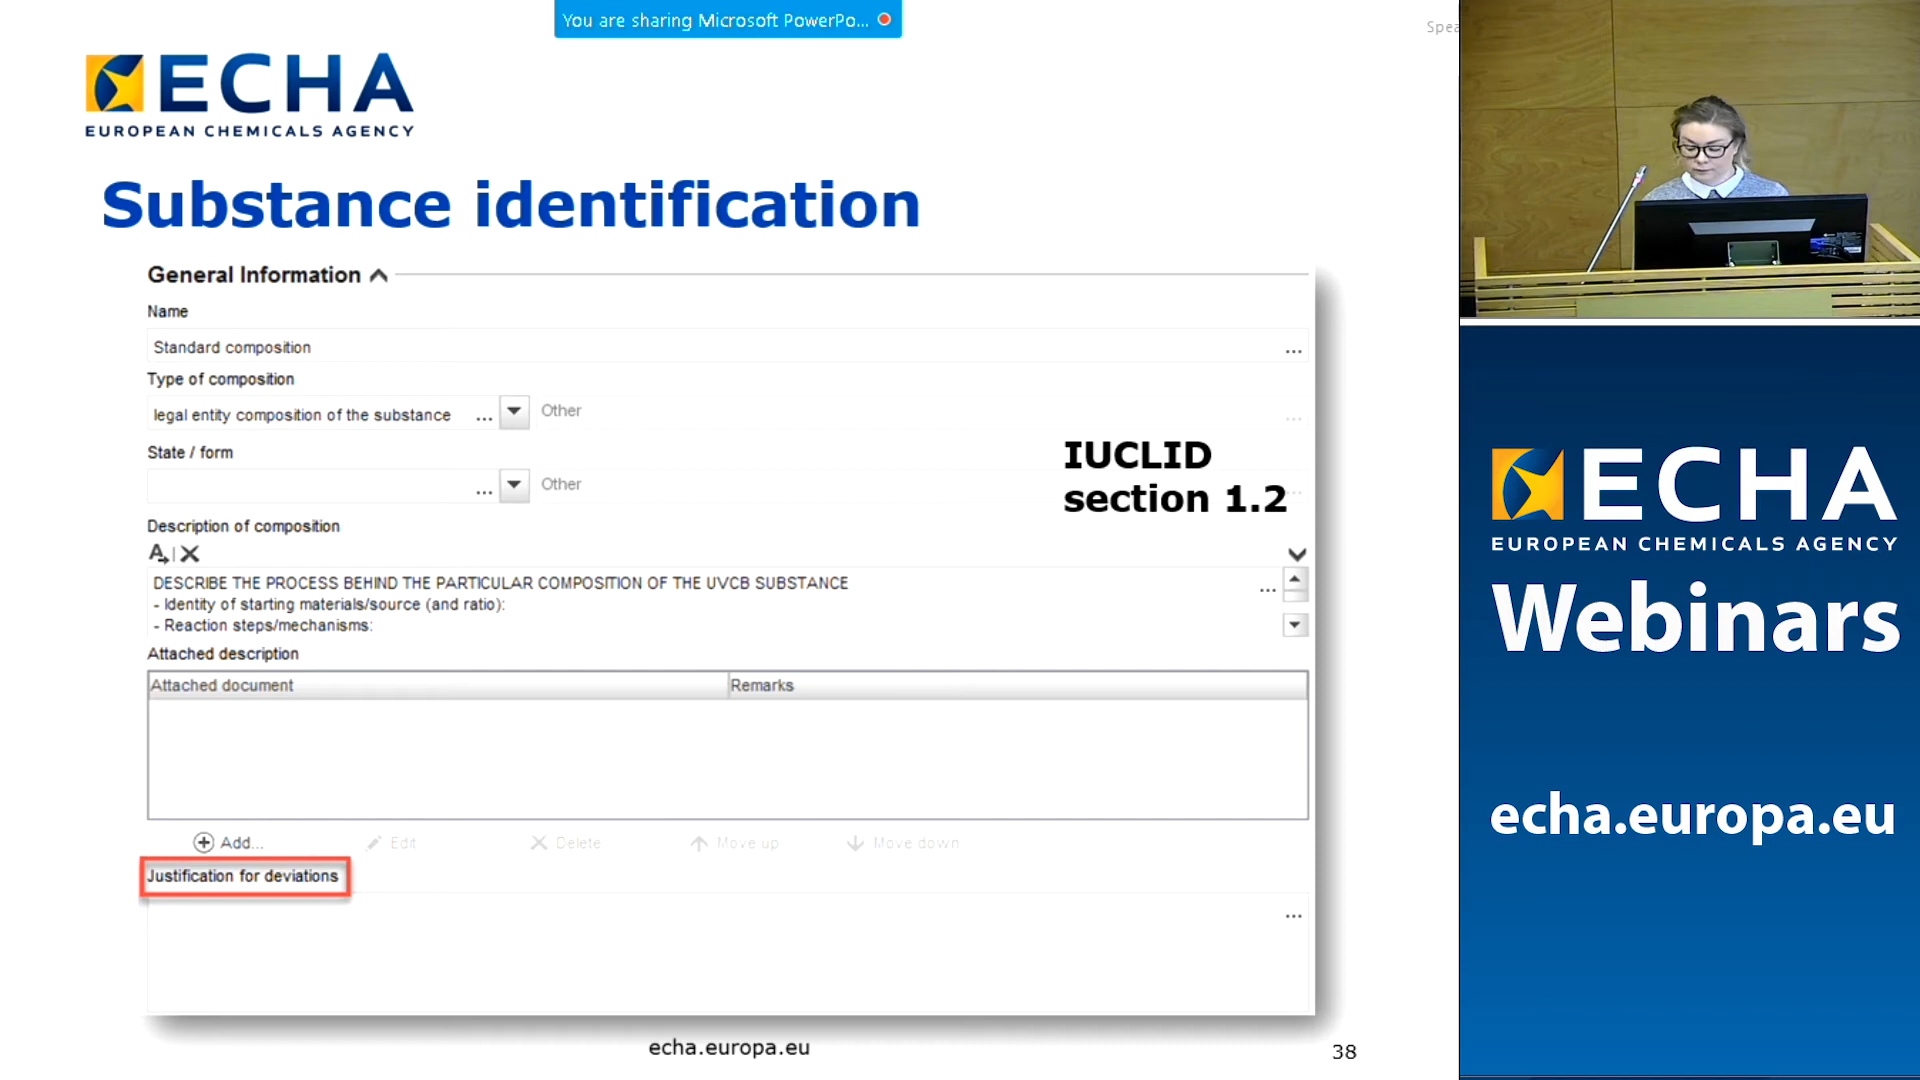 You are sharing Microsoft PowerPo...
Spea
ECHA
EUROPEAN CHEMICALS AGENCY
Substance identification
General Information
Name
Standard composition
...
Type of composition
legal entity composition of the substance
...
Other
...
State / form
...
Other
...
IUCLID
section 1.2
Description of composition
A
DESCRIBE THE PROCESS BEHIND THE PARTICULAR COMPOSITION OF THE UVCB SUBSTANCE
...
- Identity of starting materials/source (and ratio):
- Reaction steps/mechanisms:
Attached description
Attached document
Remarks
Add...
Edit
Delete
Move up
Move down
Justification for deviations
...
echa.europa.eu
38
ECHA
EUROPEAN CHEMICALS AGENCY
Webinars
echa.europa.eu